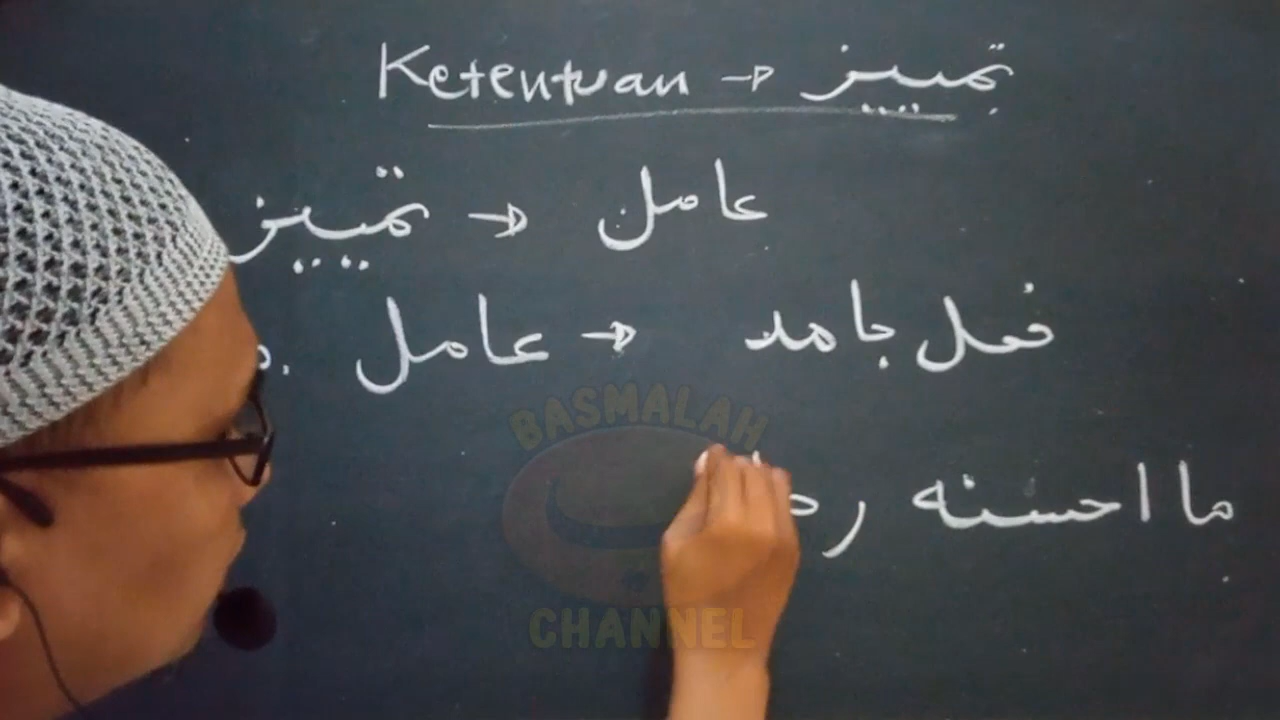 Ketentuan → تمييز
عامل → تمييز
فعل جامد → عامل
ما احسنه
BASMALAH
CHANNEL